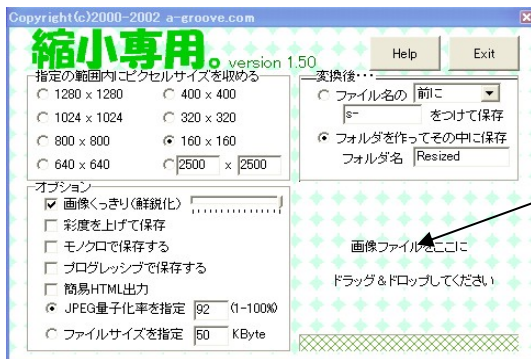 Copyright(c)2000-2002 a-groove.com
縮小専用。version 1.50
Help
Exit
指定の範囲内にピクセルサイズを収める
1280 x 1280
400 x 400
1024 x 1024
320 x 320
800 x 800
160 x 160
640 x 640
2500 x 2500
変換後・・・
ファイル名の 前に
s-
をつけて保存
フォルダを作ってその中に保存
フォルダ名 Resized
オプション
画像くっきり(鮮鋭化)
彩度を上げて保存
モノクロで保存する
プログレッシブで保存する
簡易HTML出力
JPEG量子化率を指定 92 (1-100%)
ファイルサイズを指定 50 KByte
画像ファイルをここに
ドラッグ&ドロップしてください